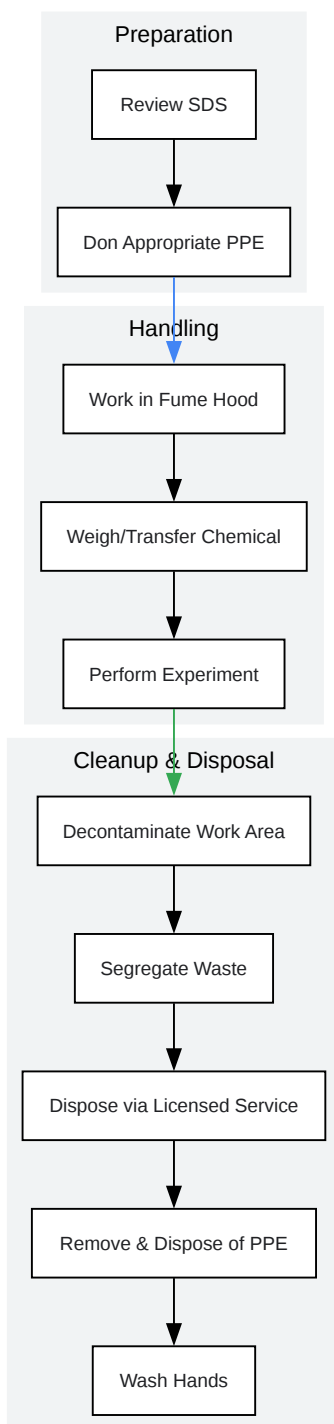 Preparation
Review SDS
Don Appropriate PPE
Handling
Work in Fume Hood
Weigh/Transfer Chemical
Perform Experiment
Cleanup & Disposal
Decontaminate Work Area
Segregate Waste
Dispose via Licensed Service
Remove & Dispose of PPE
Wash Hands